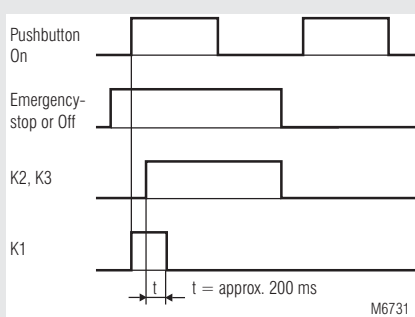 Pushbutton
On
Emergency-
stop or Off
K2, K3
K1
t
t = approx. 200 ms
M6731